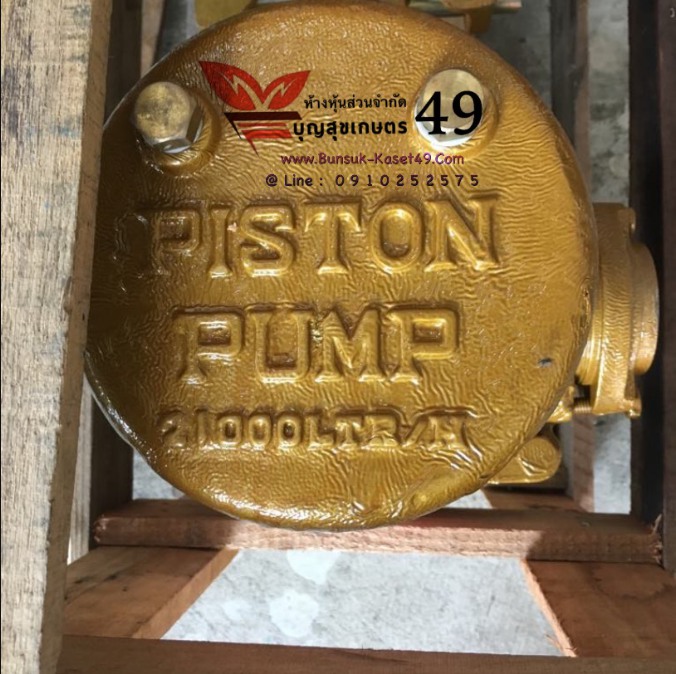 ห้างหุ้นส่วนจำกัด
บุญสุขเกษตร 49
www.Bunsuk-Kaset49.Com
@ Line : 0910252575
PISTON
PUMP
21000LTR/H